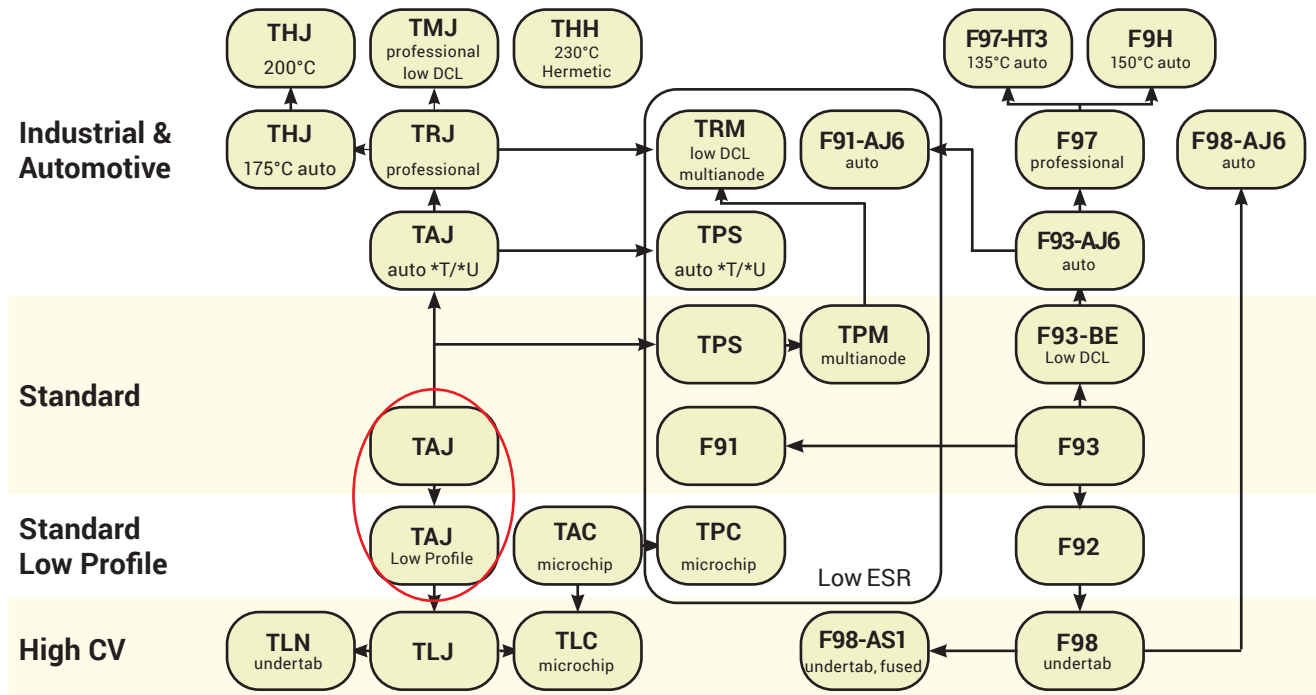 THJ
200°C
TMJ
professional
low DCL
THH
230°C
Hermetic
F97-HT3
135°C auto
F9H
150°C auto
Industrial &
Automotive
THJ
175°C auto
TRJ
professional
TRM
low DCL
multianode
F91-AJ6
auto
F97
professional
F98-AJ6
auto
TAJ
auto *T/*U
TPS
auto *T/*U
F93-AJ6
auto
Standard
TPS
TPM
multianode
F93-BE
Low DCL
TAJ
F91
F93
Standard
Low Profile
TAJ
Low Profile
TAC
microchip
TPC
microchip
Low ESR
F92
High CV
TLN
undertab
TLJ
TLC
microchip
F98-AS1
undertab, fused
F98
undertab